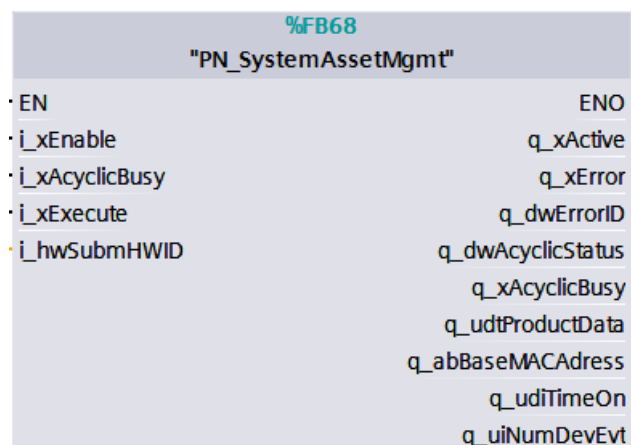 %FB68
"PN_SystemAssetMgmt"
EN ENO
i_xEnable q_xActive
i_xAcyclicBusy q_xError
i_xExecute q_dwErrorID
i_hwSubmHWID q_dwAcyclicStatus
q_xAcyclicBusy
q_udtProductData
q_abBaseMACAdress
q_udiTimeOn
q_uiNumDevEvt